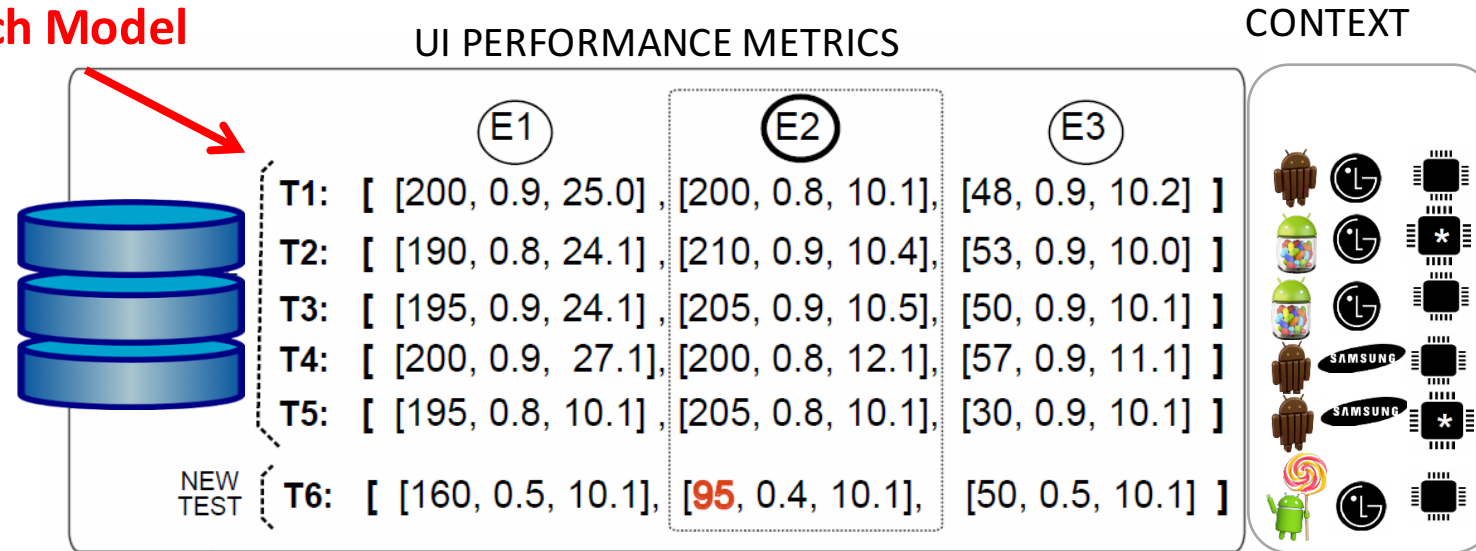 ch Model
UI PERFORMANCE METRICS
CONTEXT
E1 E2 E3
T1: [ [200, 0.9, 25.0] , [200, 0.8, 10.1], [48, 0.9, 10.2] ]
T2: [ [190, 0.8, 24.1] , [210, 0.9, 10.4], [53, 0.9, 10.0] ] *
T3: [ [195, 0.9, 24.1] , [205, 0.9, 10.5], [50, 0.9, 10.1] ]
T4: [ [200, 0.9, 27.1], [200, 0.8, 12.1], [57, 0.9, 11.1] ] SAMSUNG
T5: [ [195, 0.8, 10.1] , [205, 0.8, 10.1], [30, 0.9, 10.1] ] SAMSUNG *
NEW
TEST
T6: [ [160, 0.5, 10.1], [95, 0.4, 10.1], [50, 0.5, 10.1] ]